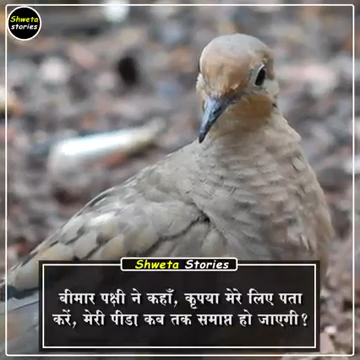 Shweta
stories
Shweta Stories
बीमार पक्षी ने कहाँ, कृपया मेरे लिए पता
करें, मेरी पीडा कब तक समाप्त हो जाएगी?